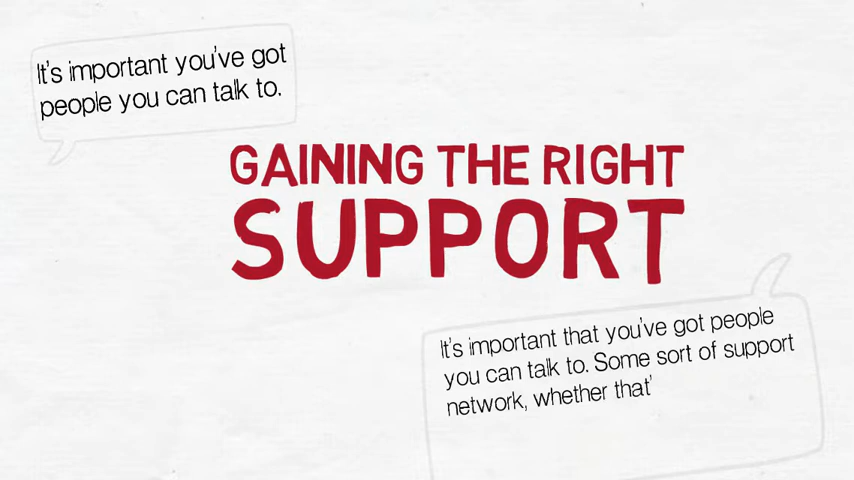 It's important you've got
people you can talk to.
GAINING THE RIGHT
SUPPORT
It's important that you've got people
you can talk to. Some sort of support
network, whether that'